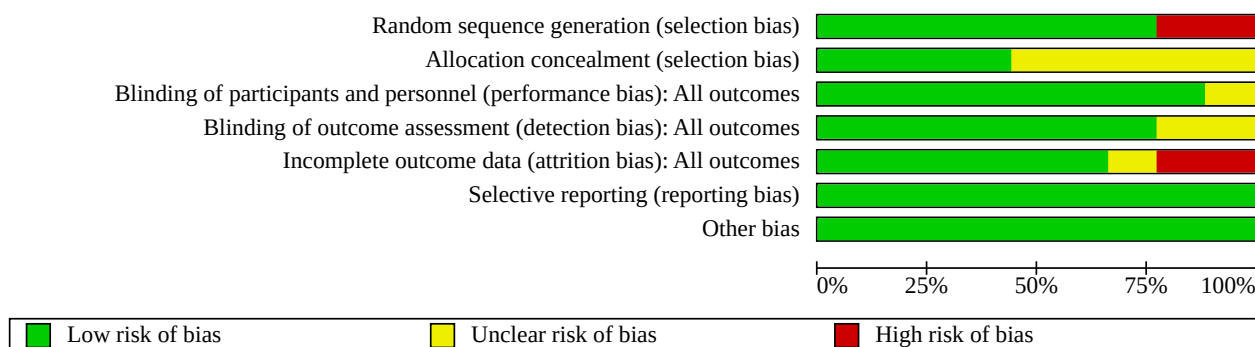 Random sequence generation (selection bias)
Allocation concealment (selection bias)
Blinding of participants and personnel (performance bias): All outcomes
Blinding of outcome assessment (detection bias): All outcomes
Incomplete outcome data (attrition bias): All outcomes
Selective reporting (reporting bias)
Other bias
0% 25% 50% 75% 100%
Low risk of bias Unclear risk of bias High risk of bias